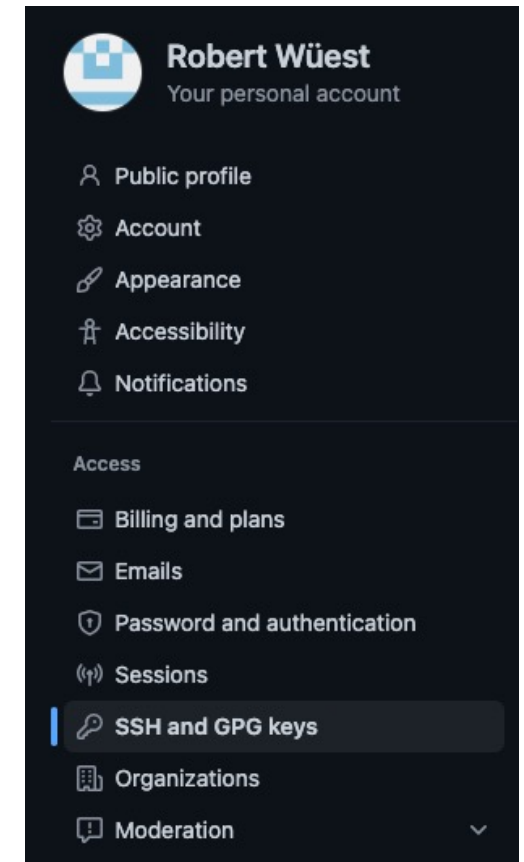 Robert Wüest
Your personal account
Public profile
Account
Appearance
Accessibility
Notifications
Access
Billing and plans
Emails
Password and authentication
Sessions
SSH and GPG keys
Organizations
Moderation